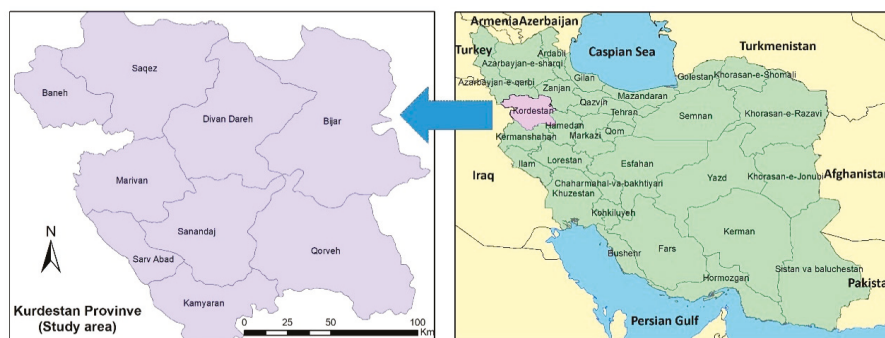 Saqez
Baneh
Divan Dareh
Bijar
Marivan
Sanandaj
Sarv Abad
Qorveh
Kamyaran
N
Kurdestan Provinve
(Study area)
0 25 50 100
Km
Armenia
Azerbaijan
Turkey
Ardabil
Azarbayjan-e-sharqi
Caspian Sea
Turkmenistan
Azarbayjan-e-qarbi
Gilan
Golestan
Khorasan-e-Shomali
Zanjan
Mazandaran
Qazvin
Kordestan
Tehran
Semnan
Khorasan-e-Razavi
Hamedan
Kermanshahan
Markazi
Qom
Ilam
Lorestan
Esfahan
Iraq
Yazd
Khorasan-e-Jonubi
Afghanistan
Chaharmahal-va-bakhtiyari
Khuzestan
Kohkiluyeh
Kerman
Bushehr
Fars
Sistan va baluchestan
Hormozgan
Pakist
Persian Gulf